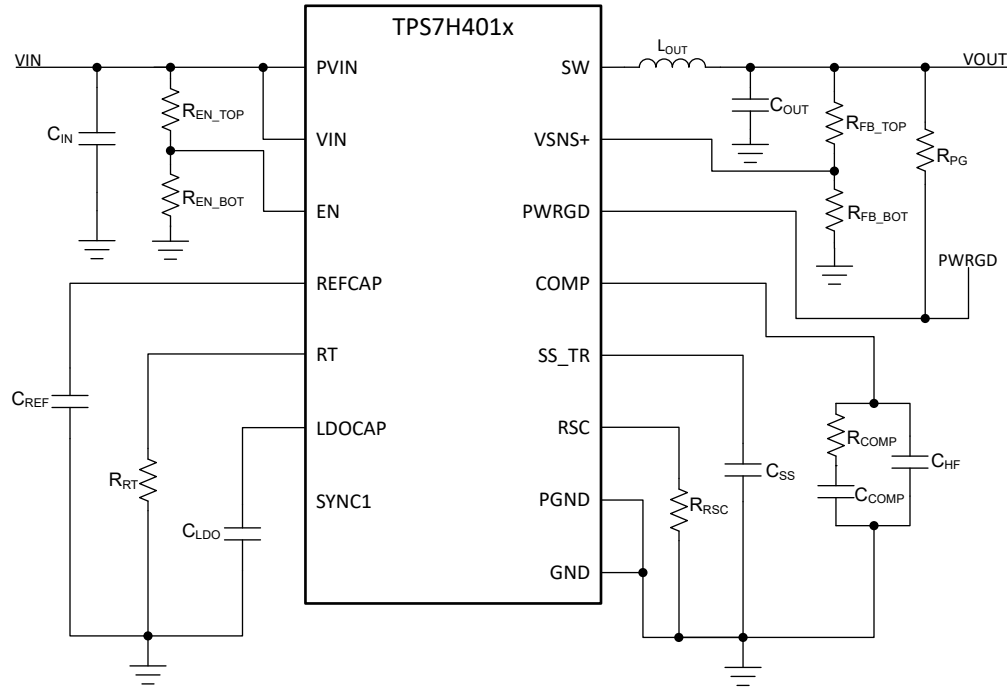 TPS7H401x
VIN
PVIN
SW
LOUT
VOUT
CIN
REN_TOP
VIN
VSNS+
COUT
RFB_TOP
RPG
REN_BOT
EN
PWRGD
RFB_BOT
PWRGD
REFCAP
COMP
RT
SS_TR
CREF
LDOCAP
RSC
RCOMP
CHF
RRT
CSS
CCOMP
SYNC1
PGND
RRSC
CLDO
GND